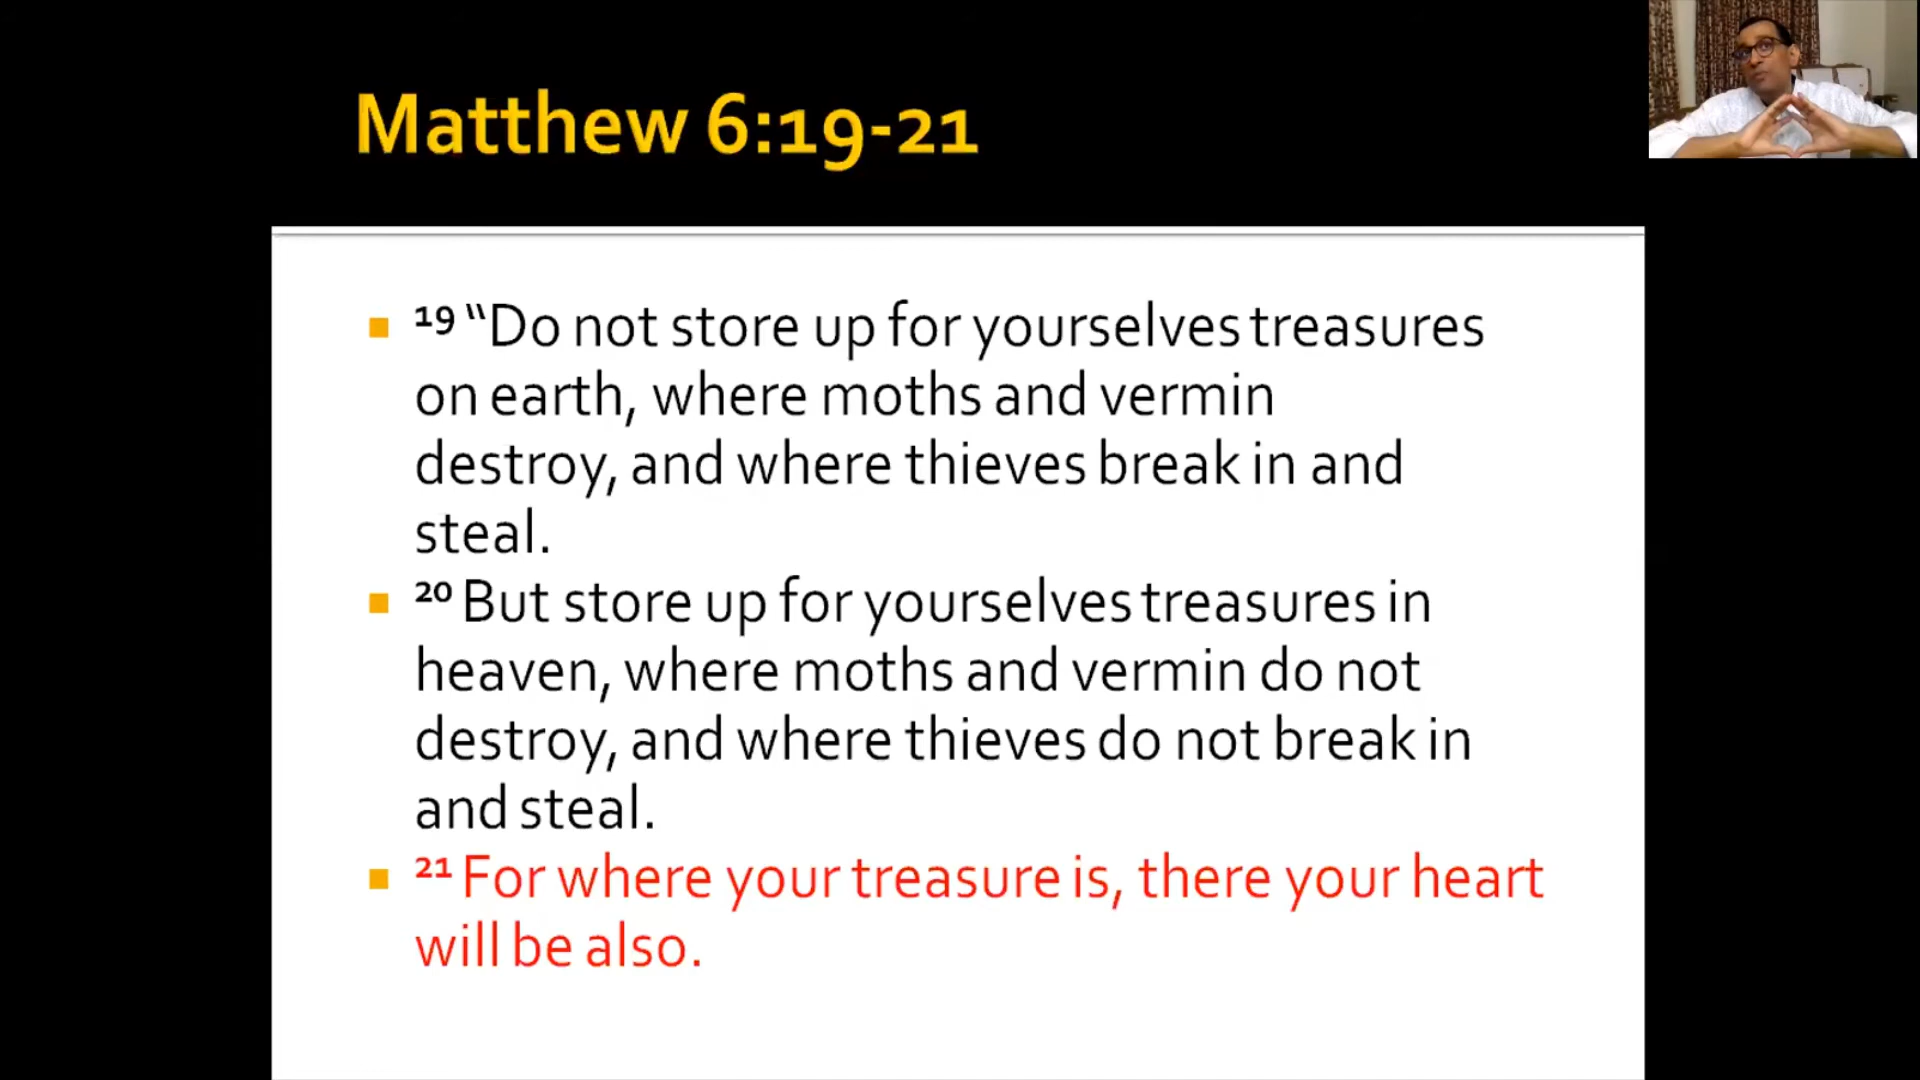 Matthew 6:19-21
19 “Do not store up for yourselves treasures
on earth, where moths and vermin
destroy, and where thieves break in and
steal.
20 But store up for yourselves treasures in
heaven, where moths and vermin do not
destroy, and where thieves do not break in
and steal.
21 For where your treasure is, there your heart
will be also.